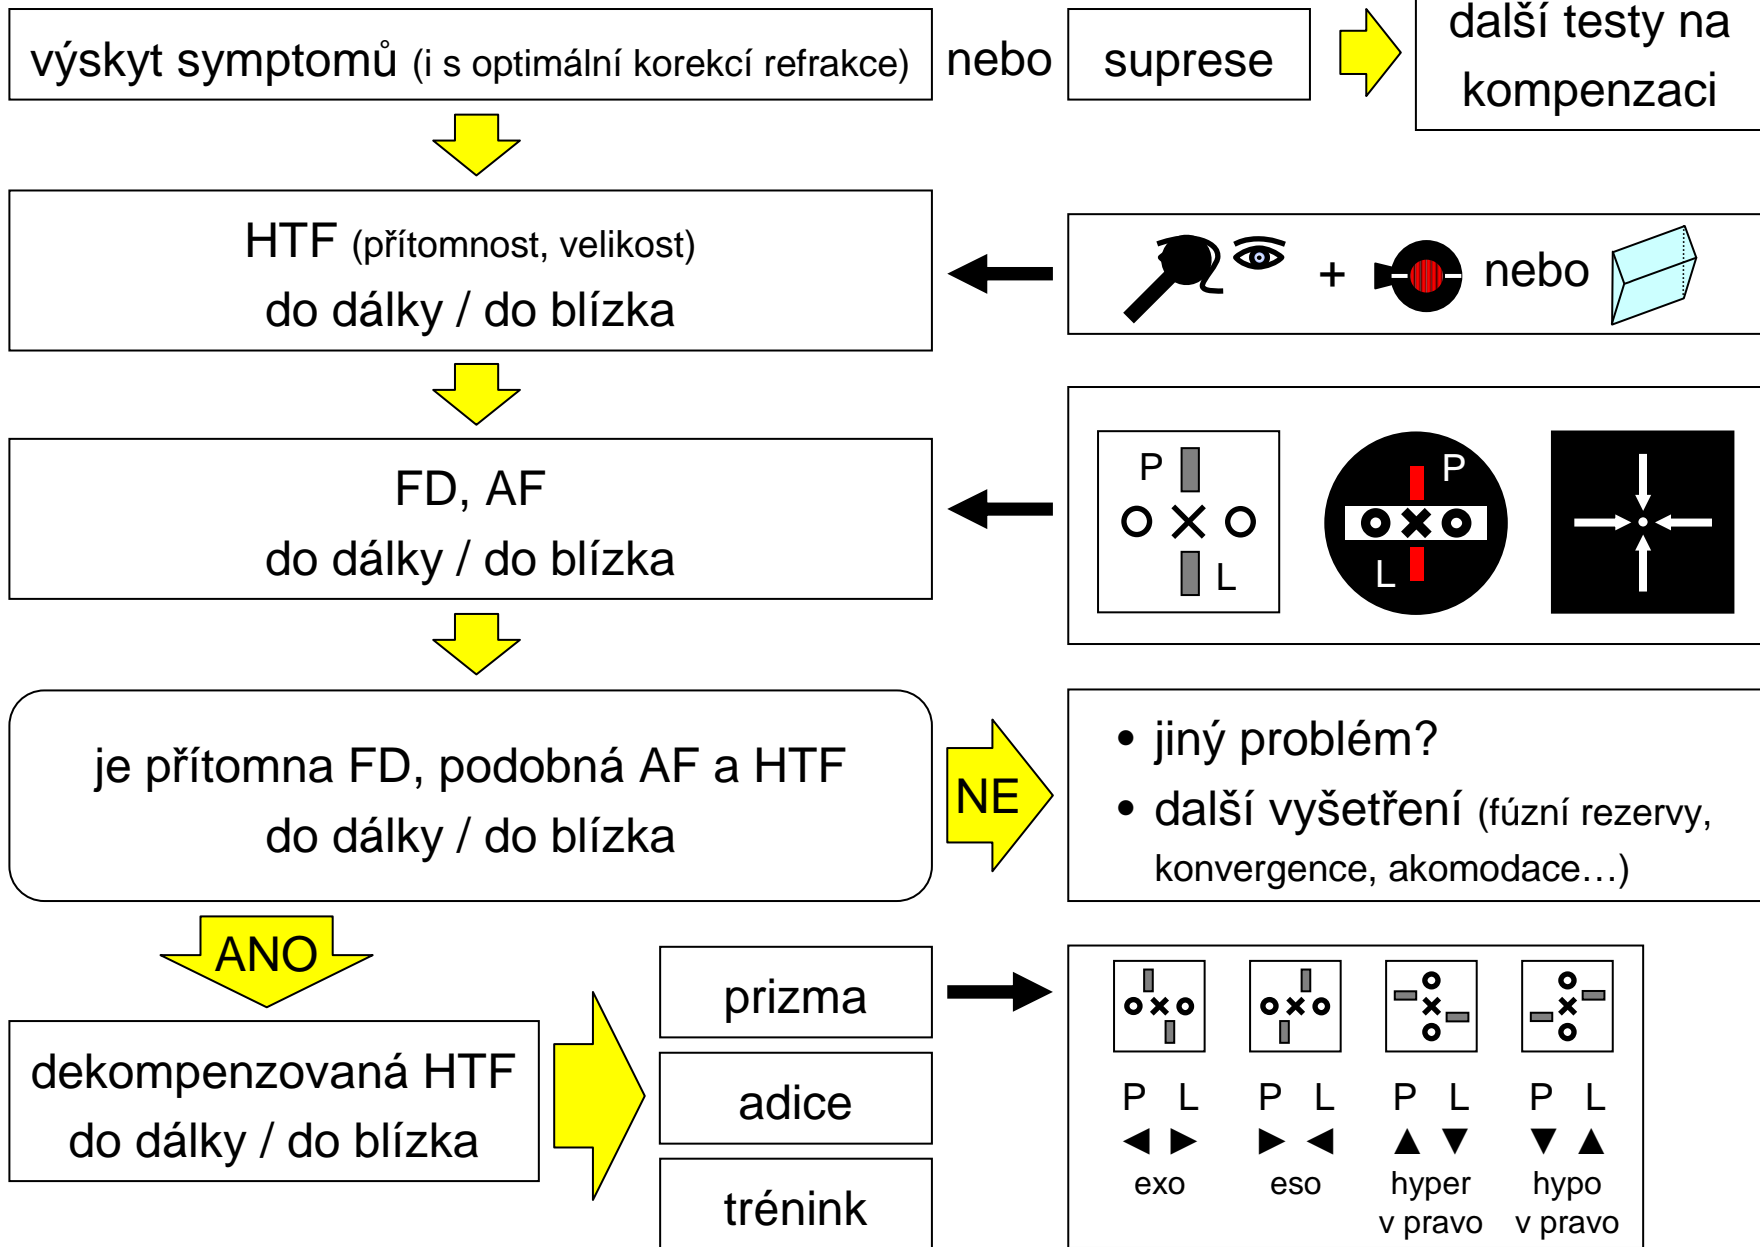 výskyt symptomů (i s optimální korekcí refrakce)
nebo
suprese
další testy na
kompenzaci
HTF (přítomnost, velikost)
do dálky / do blízka
+
nebo
FD, AF
do dálky / do blízka
P
L
P
L
je přítomna FD, podobná AF a HTF
do dálky / do blízka
NE
• jiný problém?
• další vyšetření (fúzní rezervy,
konvergence, akomodace…)
ANO
dekompenzovaná HTF
do dálky / do blízka
prizma
adice
trénink
P L
◄ ►
exo
P L
► ◄
eso
P L
▲ ▼
hyper
v pravo
P L
▼ ▲
hypo
v pravo